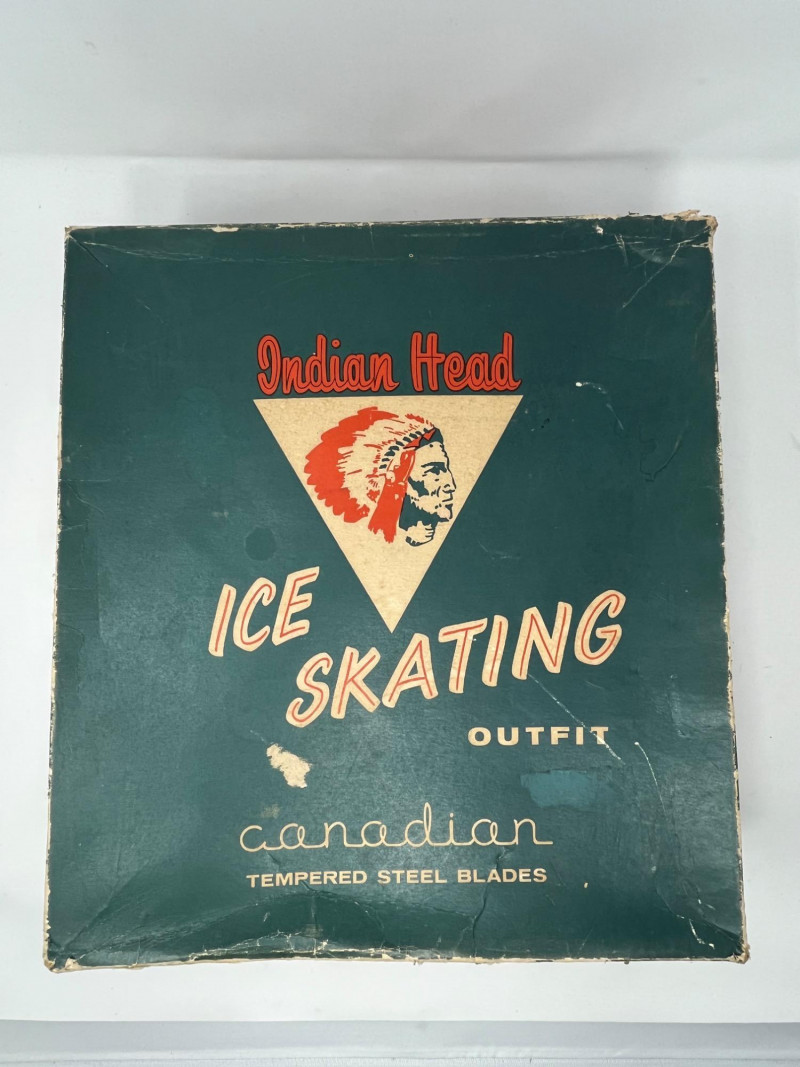 Indian Head
ICE
SKATING
OUTFIT
canadian
TEMPERED STEEL BLADES